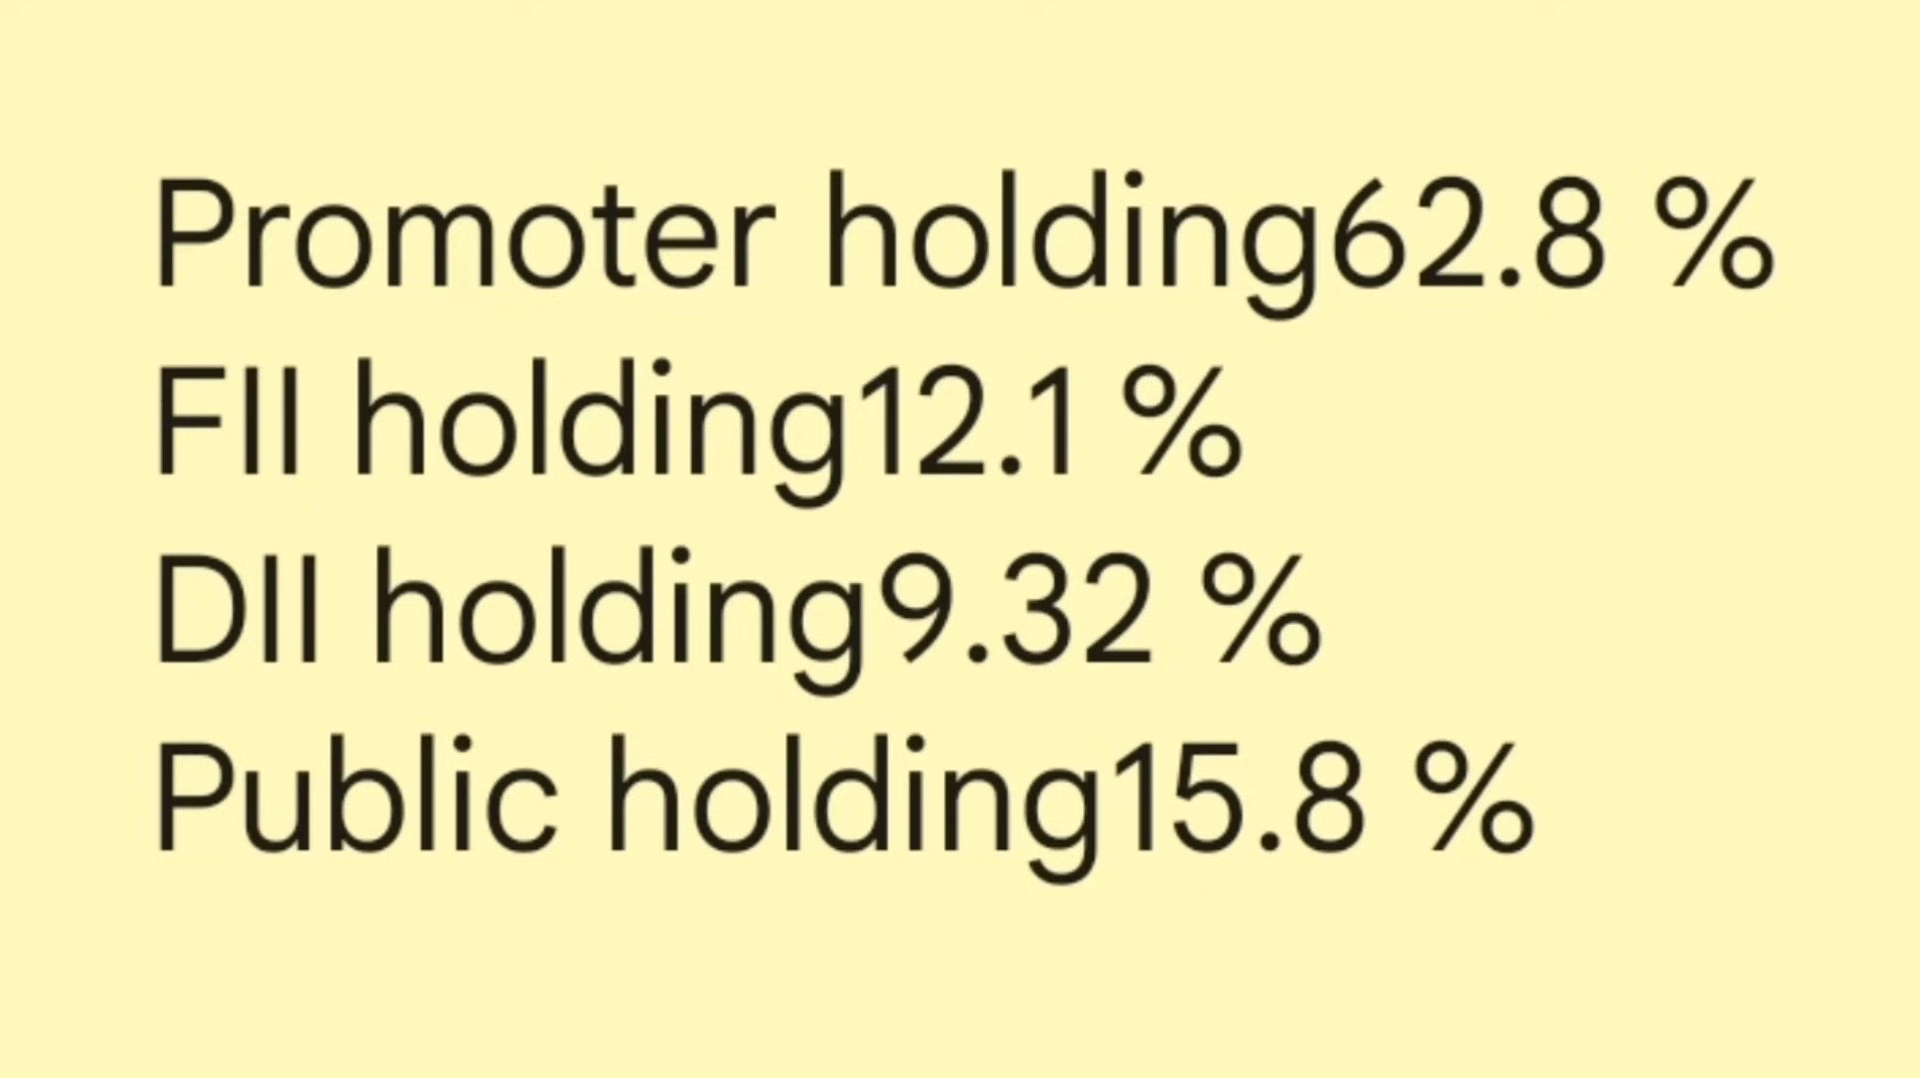 Promoter holding62.8 %
FII holding12.1 %
DII holding9.32 %
Public holding15.8 %